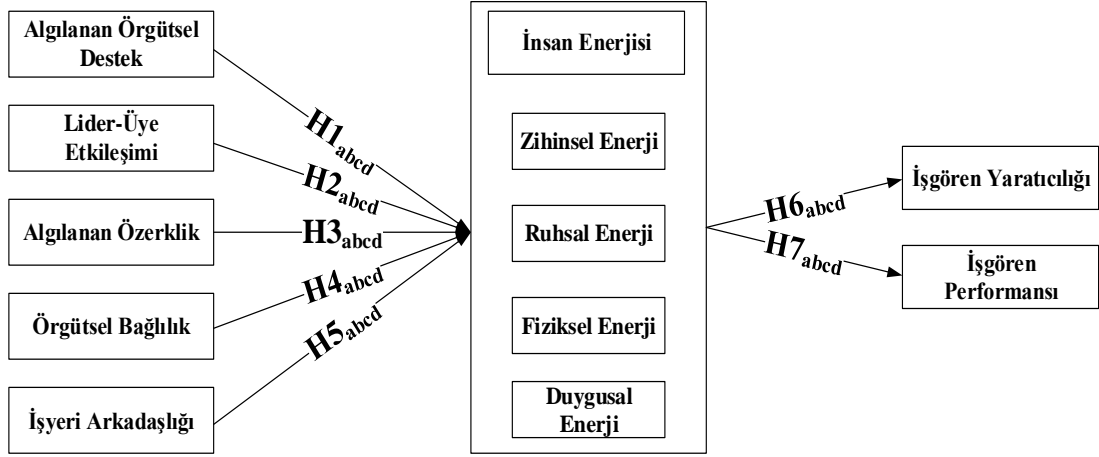 Algılanan Örgütsel
Destek
Lider-Üye
Etkileşimi
Algılanan Özerklik
Örgütsel Bağlılık
İşyeri Arkadaşlığı
H1abcd
H2abcd
H3abcd
H4abcd
H5abcd
İnsan Enerjisi
Zihinsel Enerji
Ruhsal Enerji
Fiziksel Enerji
Duygusal
Enerji
H6abcd
H7abcd
İşgören Yaratıcılığı
İşgören
Performansı